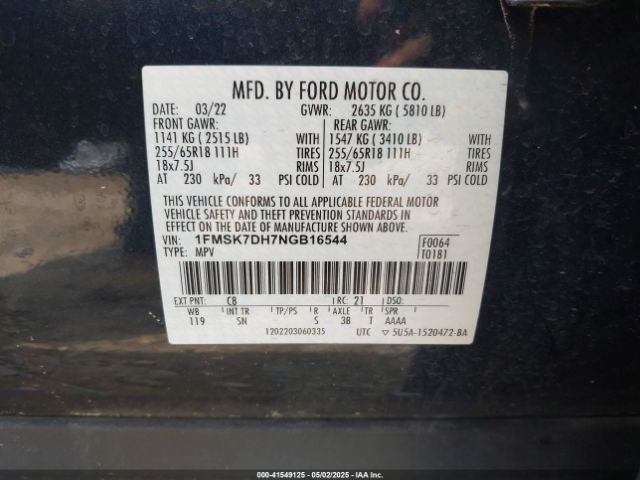 MFD. BY FORD MOTOR CO.
DATE: 03/22 GVWR: 2635 KG ( 5810 LB)
FRONT GAWR: REAR GAWR:
1141 KG ( 2515 LB) WITH 1547 KG ( 3410 LB) WITH
255/65R18 111H TIRES 255/65R18 111H TIRES
18x7.5J RIMS 18x7.5J RIMS
AT 230 kPa/ 33 PSI COLD AT 230 kPa/ 33 PSI COLD
THIS VEHICLE CONFORMS TO ALL APPLICABLE FEDERAL MOTOR
VEHICLE SAFETY AND THEFT PREVENTION STANDARDS IN
EFFECT ON THE DATE OF MANUFACTURE SHOWN ABOVE.
VIN: 1FMSK7DH7NGB16544 F0064
TYPE: MPV T0181
EXT PNT: C8 RC: 21 DSO:
WB INT TR TP/PS R AXLE TR SPR
119 SN S 3B T AAAA
1202203060335 UTC ▽ 5U5A-1520472-BA
000-41549125 - 05/02/2025 - IAAI.COM